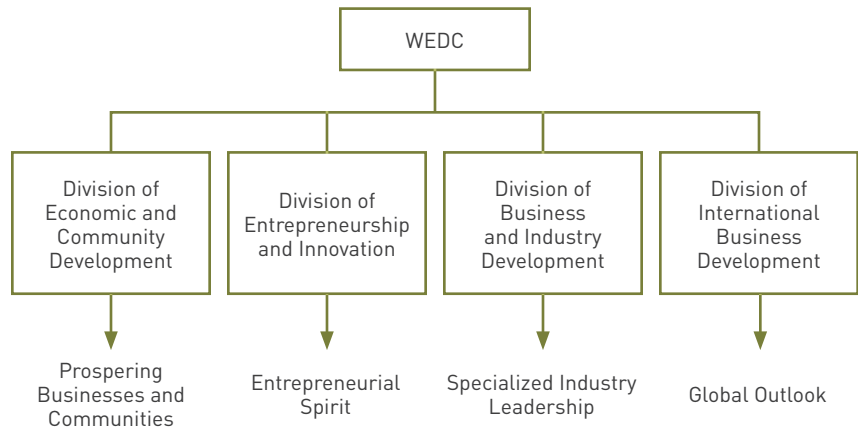 WEDC
Division of
Economic and
Community
Development
Division of
Entrepreneurship
and Innovation
Division of
Business
and Industry
Development
Division of
International
Business
Development
Prospering
Businesses and
Communities
Entrepreneurial
Spirit
Specialized Industry
Leadership
Global Outlook